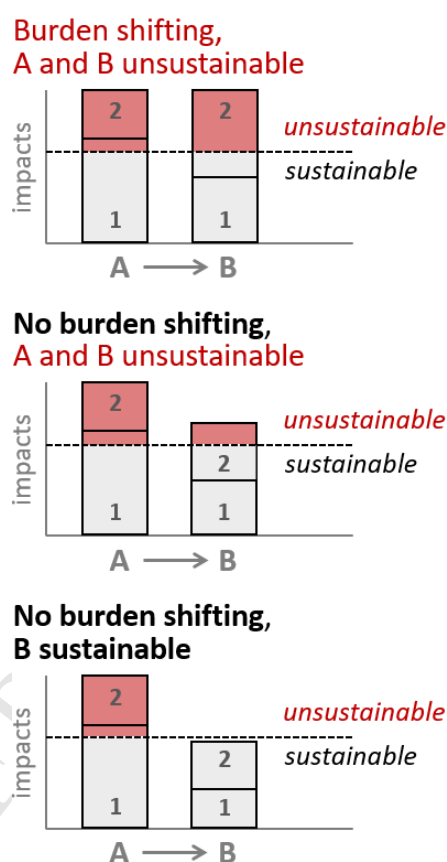 Burden shifting,
A and B unsustainable
impacts
2 2
unsustainable
sustainable
1 1
A → B
No burden shifting,
A and B unsustainable
impacts
2
unsustainable
2
sustainable
1 1
A → B
No burden shifting,
B sustainable
impacts
2
unsustainable
2
sustainable
1 1
A → B